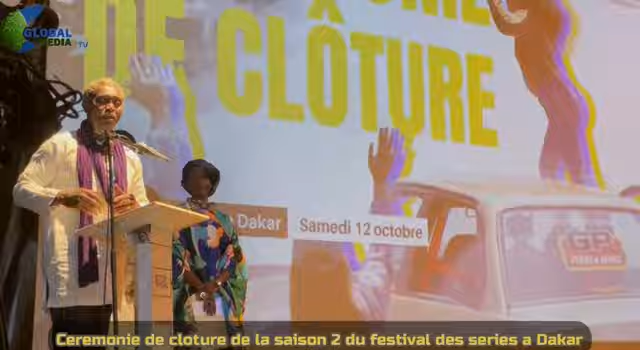 GLOBAL
MEDIA TV
DE CLÔTURE
Dakar
Samedi 12 octobre
Ceremonie de cloture de la saison 2 du festival des series a Dakar